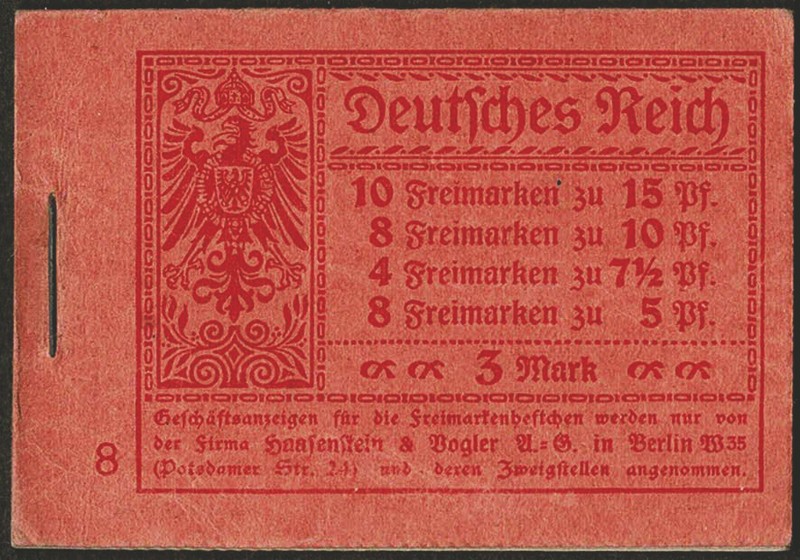 Deutsches Reich
10 Freimarken zu 15 Pf.
8 Freimarken zu 10 Pf.
4 Freimarken zu 7½ Pf.
8 Freimarken zu 5 Pf.
3 Mark
Geschäftsanzeigen für die Freimarkenheftchen werden nur von
der Firma Haasenstein & Vogler A.=G. in Berlin W35
(Potsdamer Str. 24) und deren Zweigstellen angenommen.
8